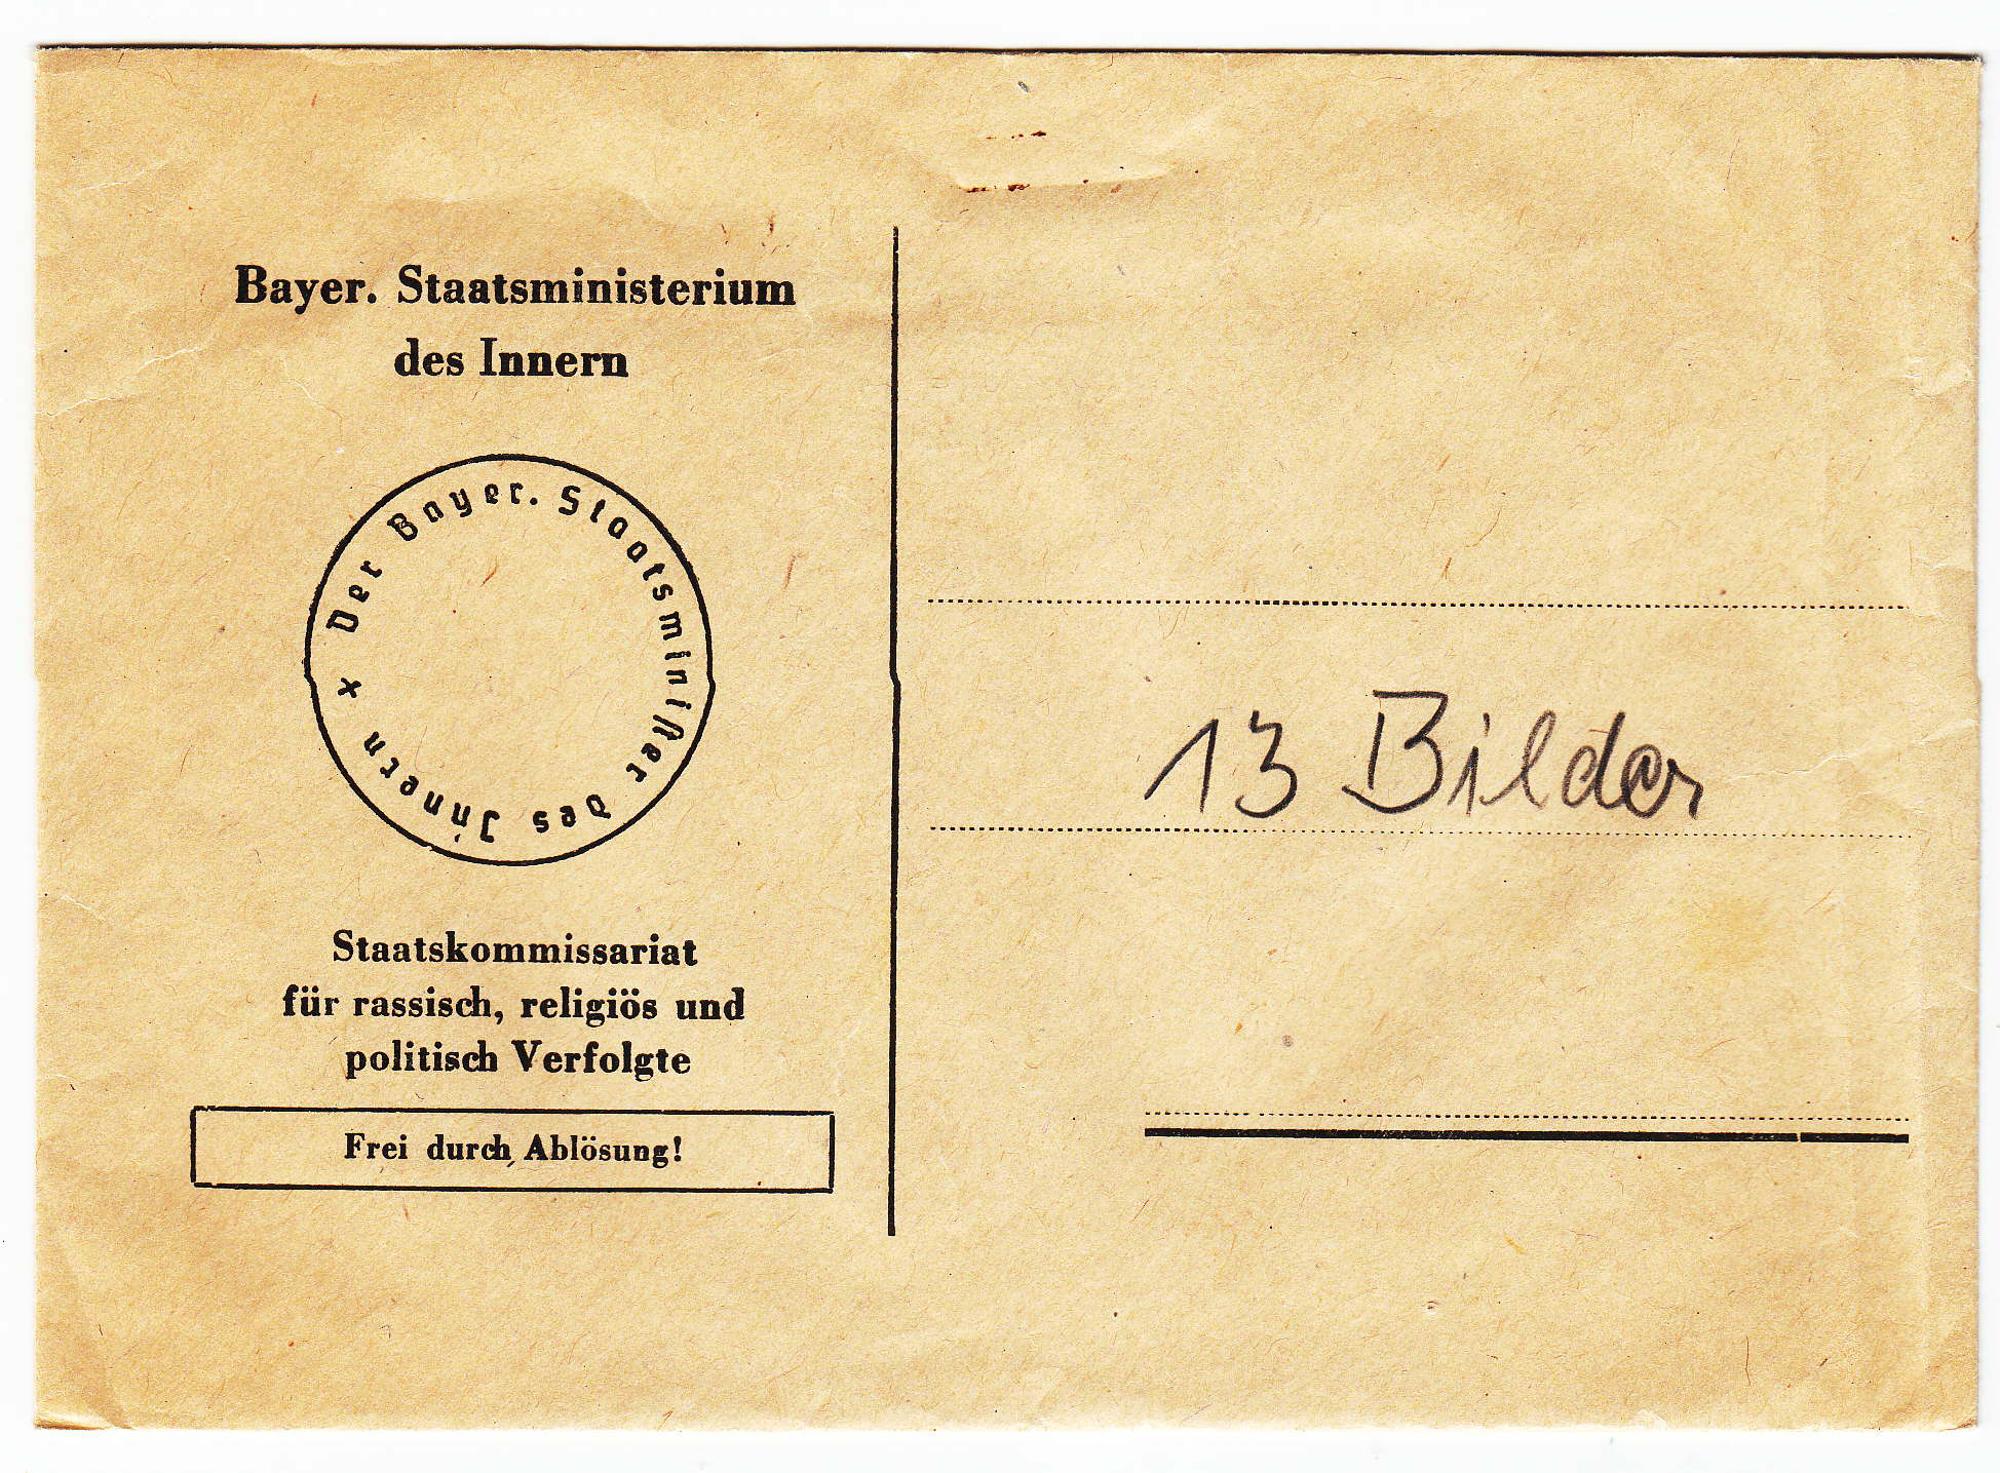 Bayer. Staatsministerium
des Innern
Der Bayer. Staatsminister des Innern x
Staatskommissariat
für rassisch, religiös und
politisch Verfolgte
Frei durch Ablösung!
13 Bilder